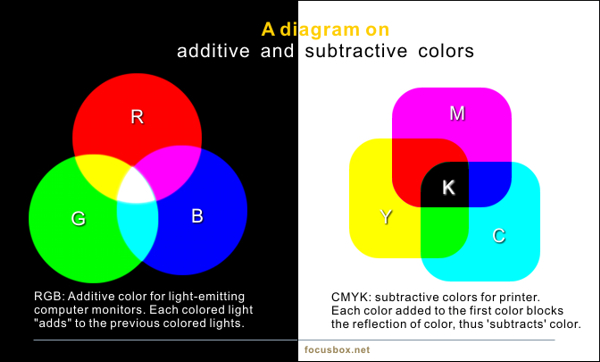 A diagram on
additive and subtractive colors
R
G
B
RGB: Additive color for light-emitting
computer monitors. Each colored light
"adds" to the previous colored lights.
M
Y
K
C
CMYK: subtractive colors for printer.
Each color added to the first color blocks
the reflection of color, thus 'subtracts' color.
focusbox.net